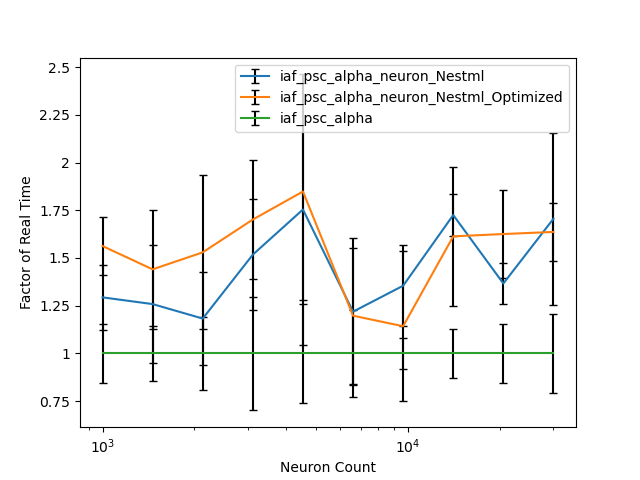 iaf_psc_alpha_neuron_Nestml
iaf_psc_alpha_neuron_Nestml_Optimized
iaf_psc_alpha
2.5
2.25
2
1.75
1.5
1.25
1
0.75
Factor of Real Time
10³
10⁴
Neuron Count